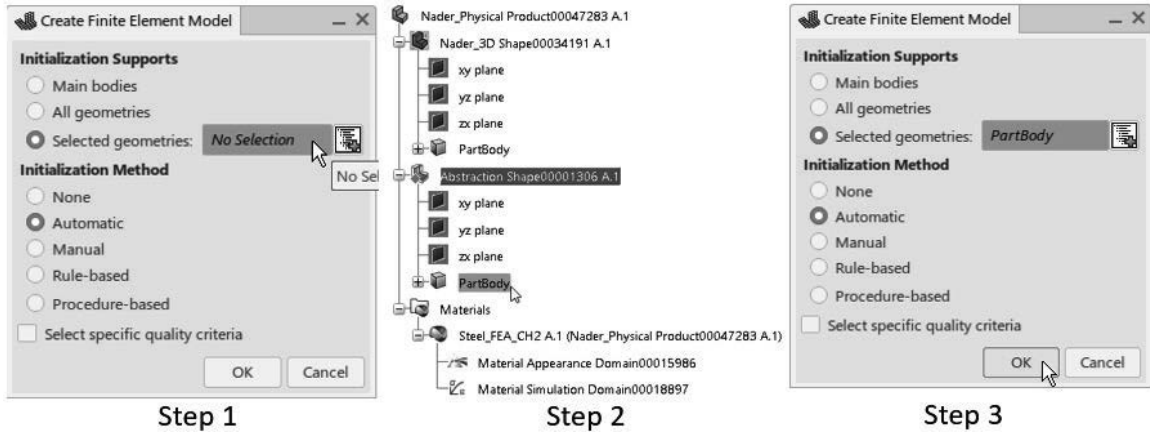 Create Finite Element Model
Initialization Supports
Main bodies
All geometries
Selected geometries: No Selection
No Sel
Initialization Method
None
Automatic
Manual
Rule-based
Procedure-based
Select specific quality criteria
OK Cancel
Step 1
Nader_Physical Product00047283 A.1
Nader_3D Shape00034191 A.1
xy plane
yz plane
zx plane
PartBody
Abstraction Shape00001306 A.1
xy plane
yz plane
zx plane
PartBody
Materials
Steel_FEA_CH2 A.1 (Nader_Physical Product00047283 A.1)
Material Appearance Domain00015986
Material Simulation Domain00018897
Step 2
Create Finite Element Model
Initialization Supports
Main bodies
All geometries
Selected geometries: PartBody
Initialization Method
None
Automatic
Manual
Rule-based
Procedure-based
Select specific quality criteria
OK Cancel
Step 3